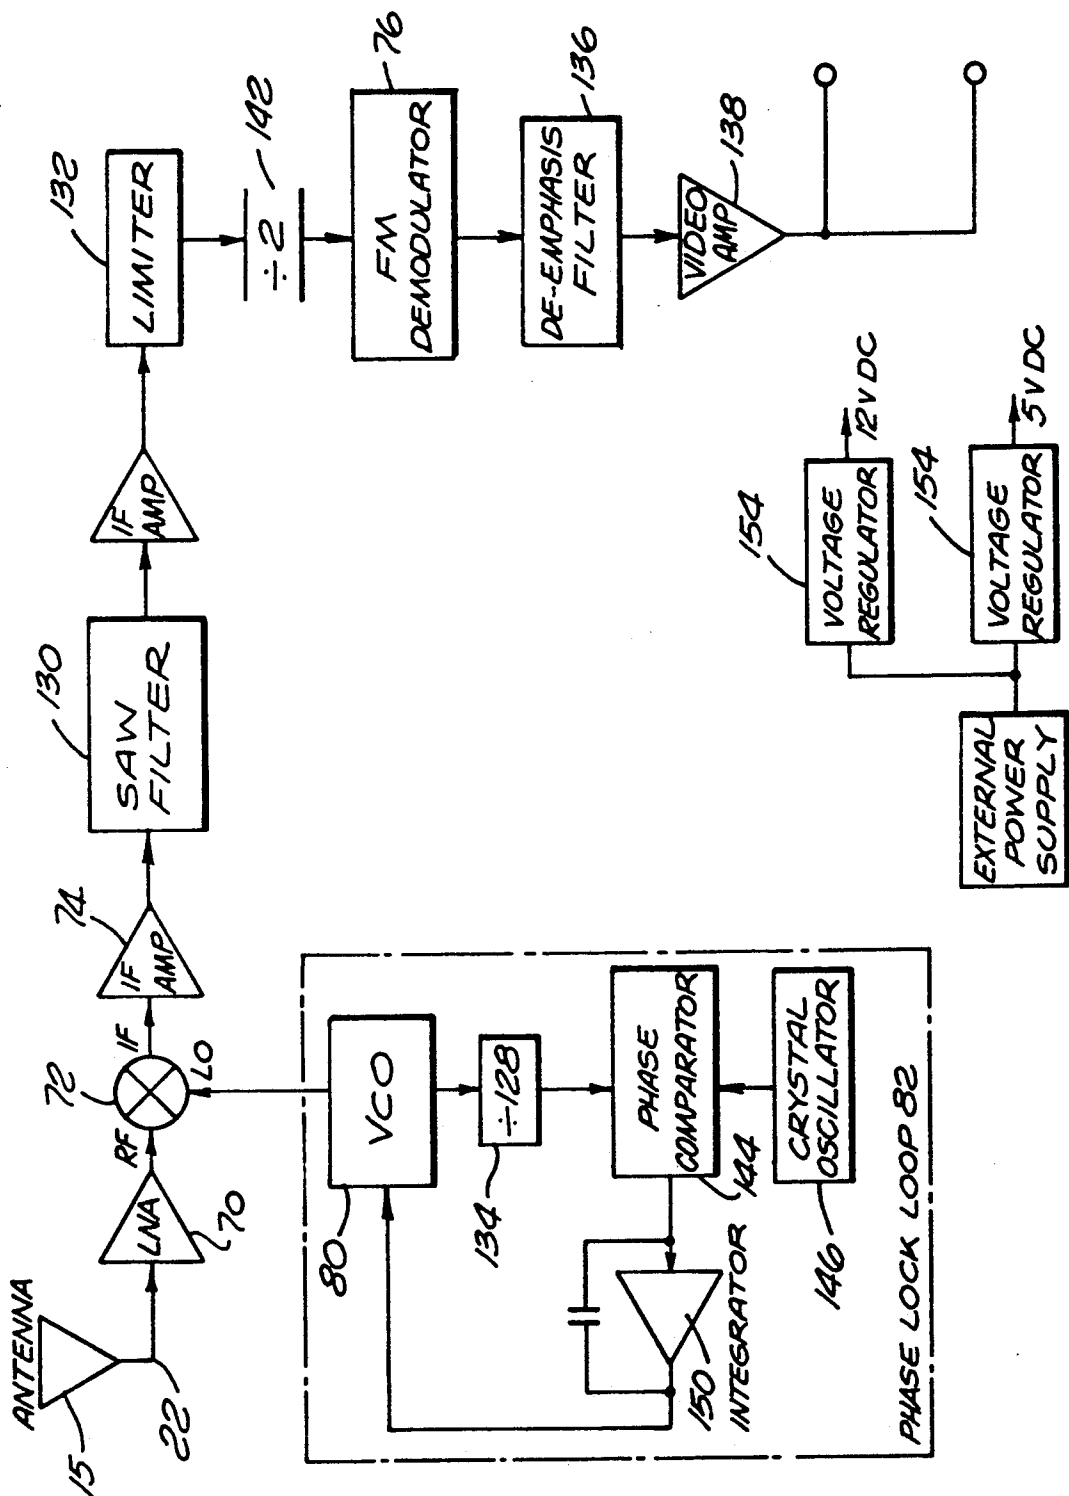 ANTENNA
15
22
LNA
70
RF
72
IF
LO
IF
AMP
74
SAW
FILTER
130
IF
AMP
LIMITER
132
÷2
142
FM
DEMODULATOR
76
DE-EMPHASIS
FILTER
136
VIDEO
AMP
138
VCO
80
÷128
134
PHASE
COMPARATOR
144
CRYSTAL
OSCILLATOR
146
150
INTEGRATOR
PHASE LOCK LOOP 82
EXTERNAL
POWER
SUPPLY
VOLTAGE
REGULATOR
154
12V DC
VOLTAGE
REGULATOR
154
5V DC